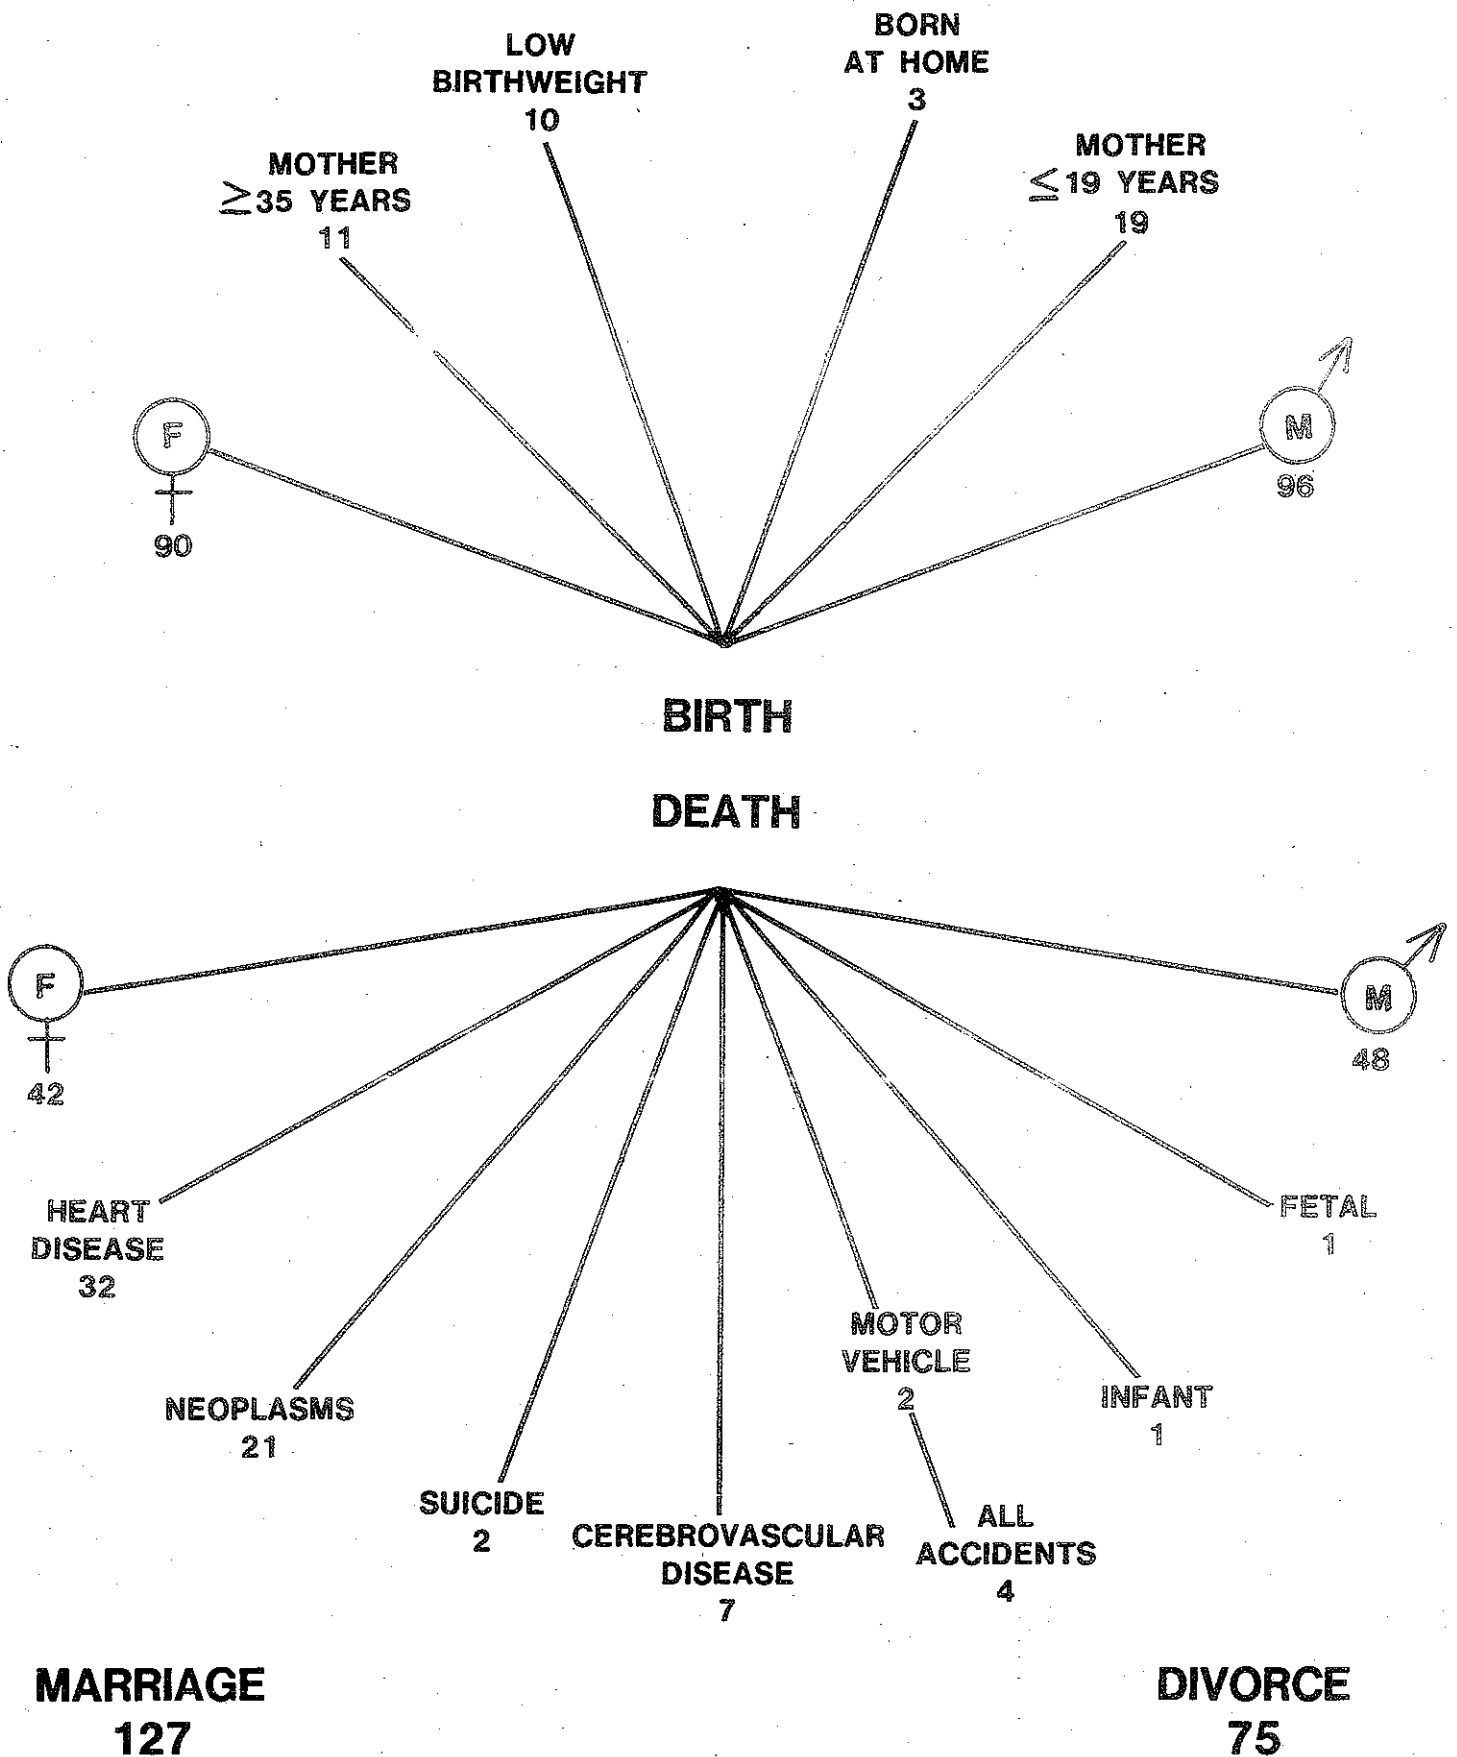 BORN
AT HOME
3
LOW
BIRTHWEIGHT
10
MOTHER
≥35 YEARS
11
MOTHER
≤19 YEARS
19
F
90
M
96
BIRTH
DEATH
F
42
M
48
HEART
DISEASE
32
NEOPLASMS
21
SUICIDE
2
CEREBROVASCULAR
DISEASE
7
MOTOR
VEHICLE
2
ALL
ACCIDENTS
4
INFANT
1
FETAL
1
MARRIAGE
127
DIVORCE
75